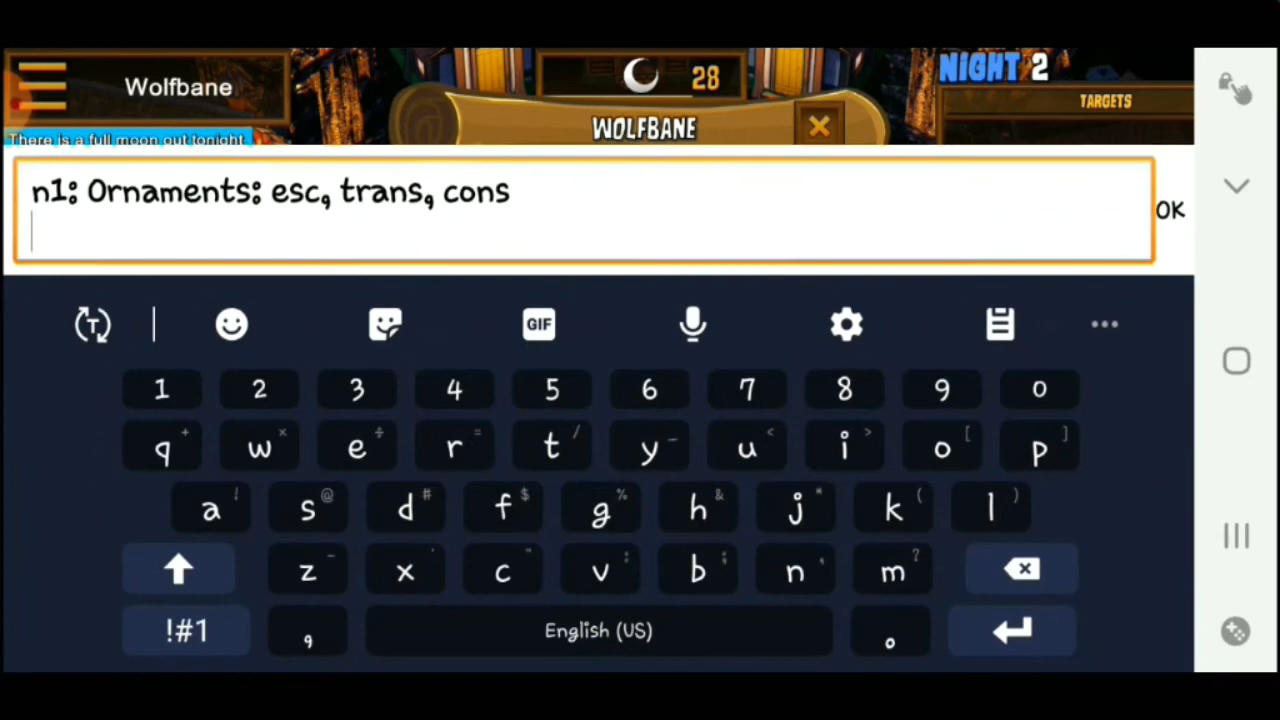 Wolfbane
28
NIGHT 2
TARGETS
There is a full moon out tonight
WOLFBANE
n1: Ornaments: esc, trans, cons
OK
T
GIF
1 2 3 4 5 6 7 8 9 0
q + w × e ÷ r = t / y _ u < i > o [ p ]
a ! s @ d # f $ g % h & j * k ( l )
z - x ' c " v : b ; n , m ?
!#1 , English (US) .